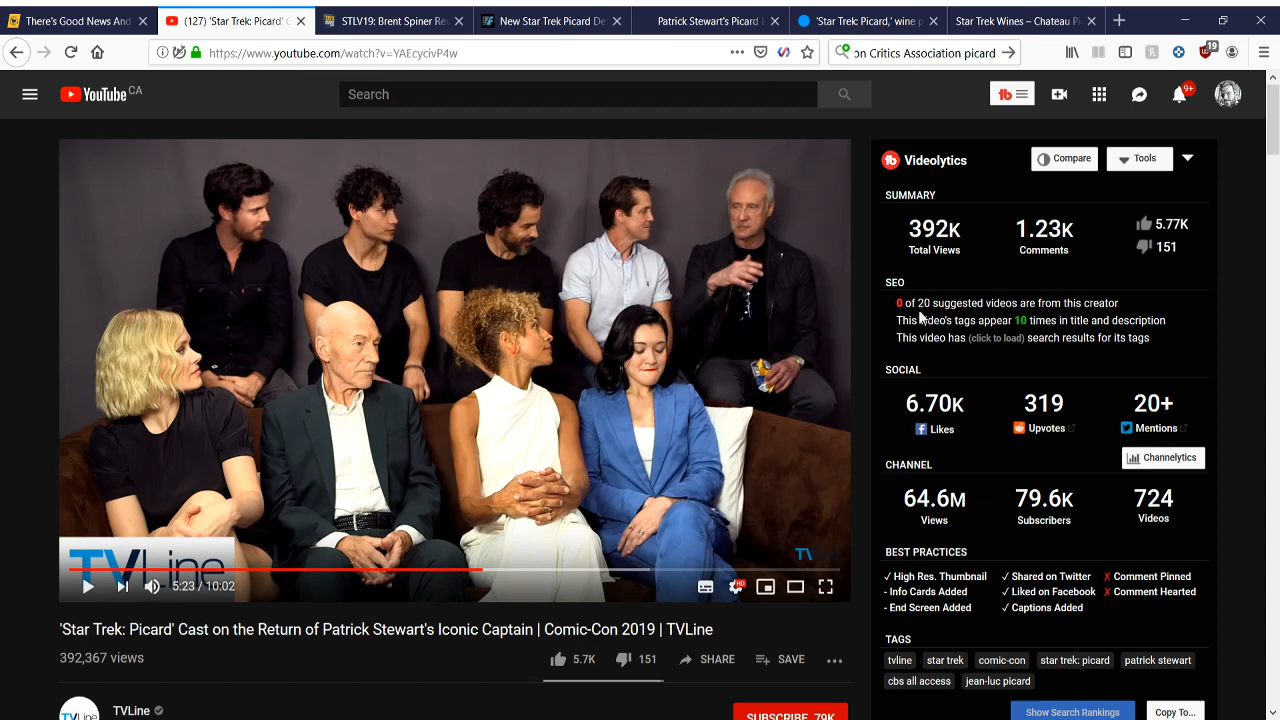 There's Good News And
(127) 'Star Trek: Picard' C
STLV19: Brent Spiner Rev
New Star Trek Picard De
Patrick Stewart's Picard
'Star Trek: Picard,' wine p
Star Trek Wines – Chateau Pi
https://www.youtube.com/watch?v=YAEcycivP4w
on Critics Association picard
19
YouTube CA
Search
tb
9+
tb Videolytics
Compare
Tools
SUMMARY
392K
1.23K
5.77K
151
Total Views
Comments
SEO
0 of 20 suggested videos are from this creator
This video's tags appear 10 times in title and description
This video has (click to load) search results for its tags
SOCIAL
6.70K
319
20+
Likes
Upvotes
Mentions
Channelytics
CHANNEL
64.6M
79.6K
724
Views
Subscribers
Videos
BEST PRACTICES
✓ High Res. Thumbnail
✓ Shared on Twitter
✗ Comment Pinned
- Info Cards Added
✓ Liked on Facebook
✗ Comment Hearted
- End Screen Added
✓ Captions Added
TAGS
tvline
star trek
comic-con
star trek: picard
patrick stewart
cbs all access
jean-luc picard
Show Search Rankings
Copy To...
TVLine
TV
5:23 / 10:02
HD
'Star Trek: Picard' Cast on the Return of Patrick Stewart's Iconic Captain | Comic-Con 2019 | TVLine
392,367 views
5.7K
151
SHARE
SAVE
TVLine
TVLine
SUBSCRIBE 79K